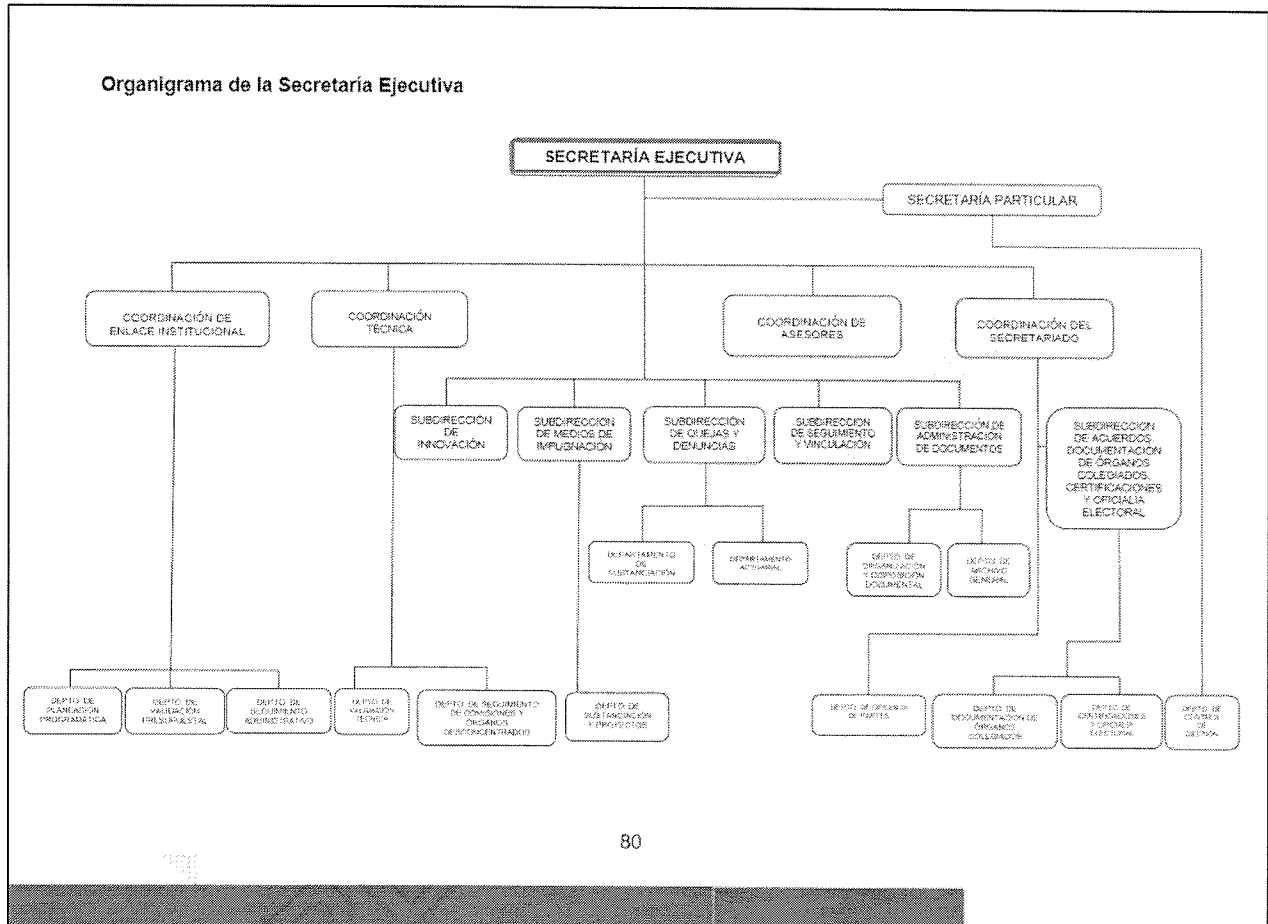 Organigrama de la Secretaría Ejecutiva
SECRETARÍA EJECUTIVA
SECRETARÍA PARTICULAR
COORDINACIÓN DE
ENLACE INSTITUCIONAL
COORDINACIÓN
TÉCNICA
COORDINACIÓN DE
ASESORES
COORDINACIÓN DEL
SECRETARIADO
SUBDIRECCIÓN
DE
INNOVACIÓN
SUBDIRECCIÓN
DE MEDIOS DE
IMPUGNACIÓN
SUBDIRECCIÓN
DE QUEJAS Y
DENUNCIAS
SUBDIRECCIÓN
DE SEGUIMIENTO
Y VINCULACIÓN
SUBDIRECCIÓN DE
ADMINISTRACIÓN
DE DOCUMENTOS
SUBDIRECCIÓN
DE ACUERDOS,
DOCUMENTACIÓN
DE ÓRGANOS
COLEGIADOS,
CERTIFICACIONES
Y OFICIALÍA
ELECTORAL
DEPARTAMENTO
DE
SUSTANCIACIÓN
DEPARTAMENTO
ACTUARIAL
DEPTO. DE
ORGANIZACIÓN
Y DISPOSICIÓN
DOCUMENTAL
DEPTO. DE
ARCHIVO
GENERAL
DEPTO. DE
PLANEACIÓN
PROGRAMÁTICA
DEPTO. DE
VALIDACIÓN
PRESUPUESTAL
DEPTO. DE
SEGUIMIENTO
ADMINISTRATIVO
DEPTO. DE
VALIDACIÓN
TÉCNICA
DEPTO. DE SEGUIMIENTO
DE COMISIONES Y
ÓRGANOS
DESCONCENTRADOS
DEPTO. DE
SUSTANCIACIÓN
Y PROYECTOS
DEPTO. DE OFICIALÍA
DE PARTES
DEPTO. DE
DOCUMENTACIÓN DE
ÓRGANOS
COLEGIADOS
DEPTO. DE
CERTIFICACIONES
Y OFICIALÍA
ELECTORAL
DEPTO. DE
CONTROL
DE
GESTIÓN
80